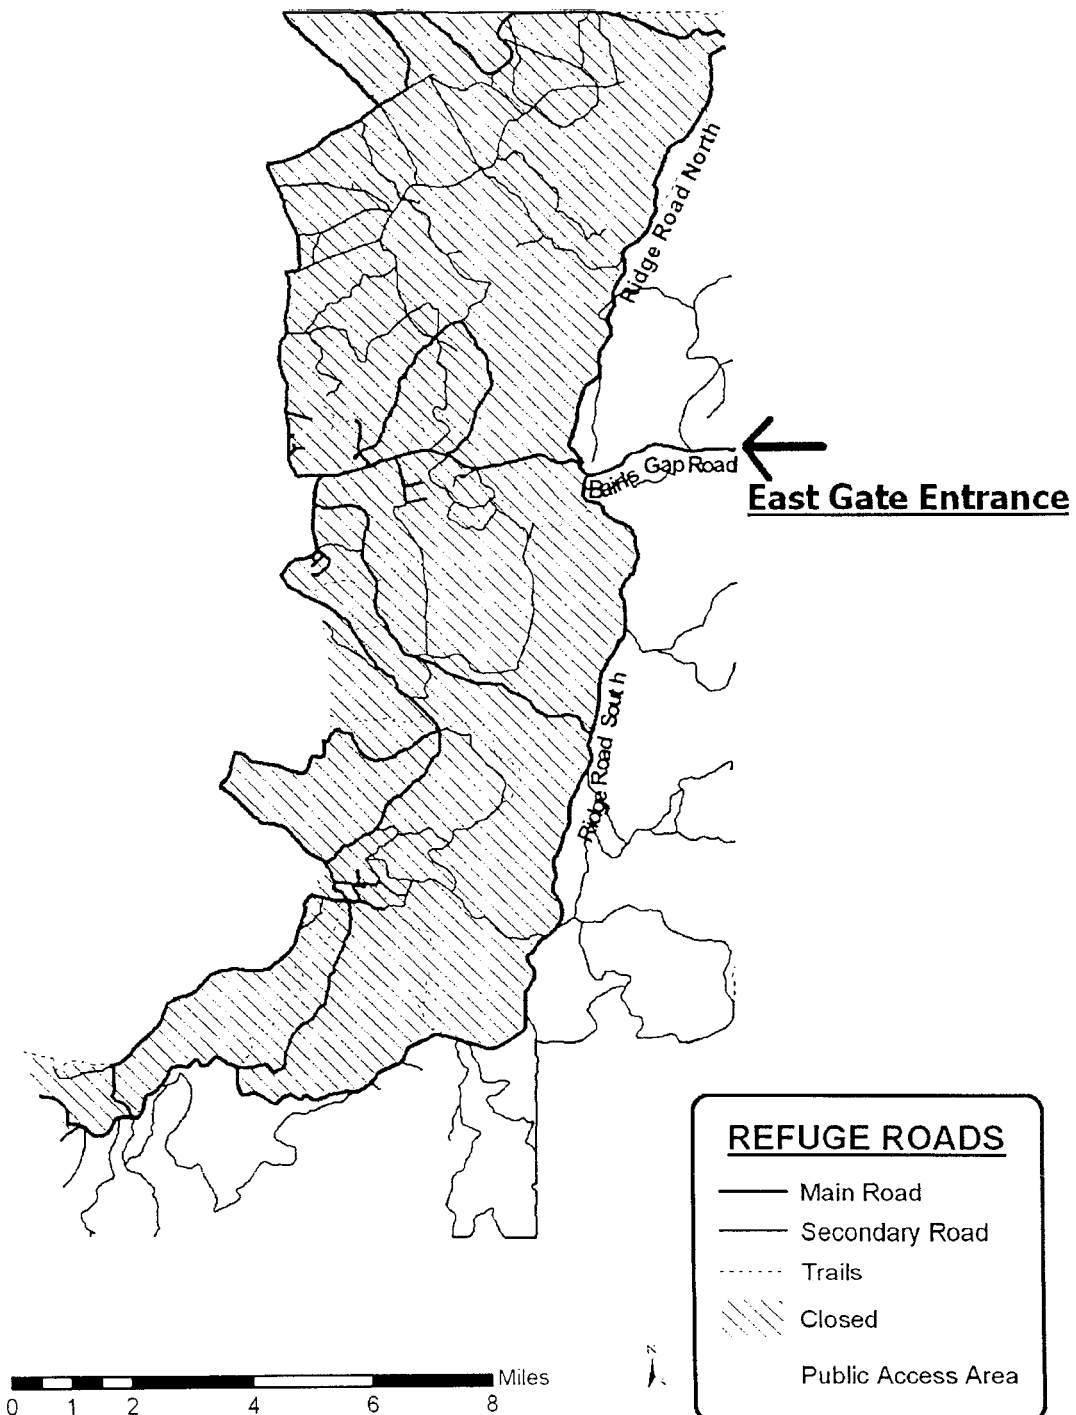 Ridge Road North
Bains Gap Road
East Gate Entrance
Ridge Road South
REFUGE ROADS
Main Road
Secondary Road
Trails
Closed
Public Access Area
N
Miles
0 1 2 4 6 8